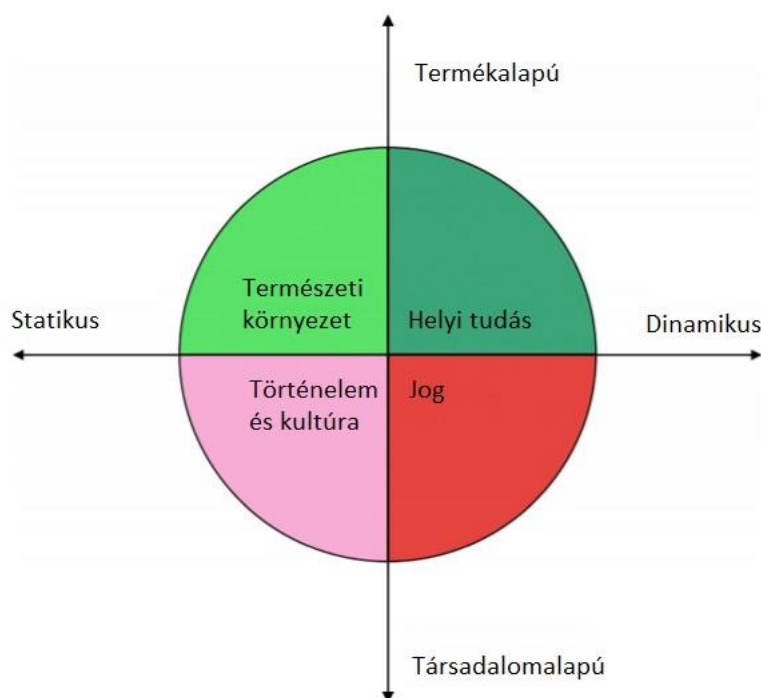 Termékalapú
Természeti
környezet
Helyi tudás
Statikus
Dinamikus
Történelem
és kultúra
Jog
Társadalomalapú